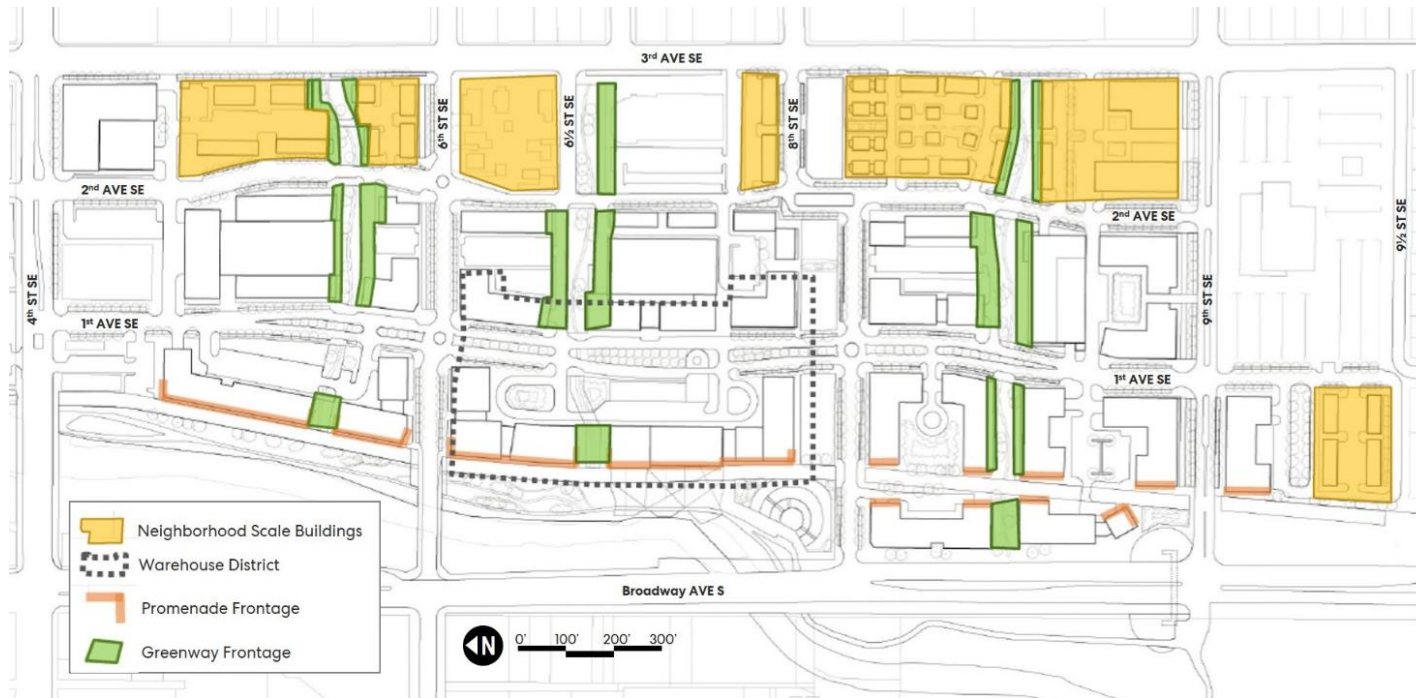 3rd AVE SE
6th ST SE
6½ ST SE
8th ST SE
2nd AVE SE
2nd AVE SE
4th ST SE
9th ST SE
9½ ST SE
1st AVE SE
1st AVE SE
Neighborhood Scale Buildings
Warehouse District
Promenade Frontage
Greenway Frontage
Broadway AVE S
N
0' 100' 200' 300'